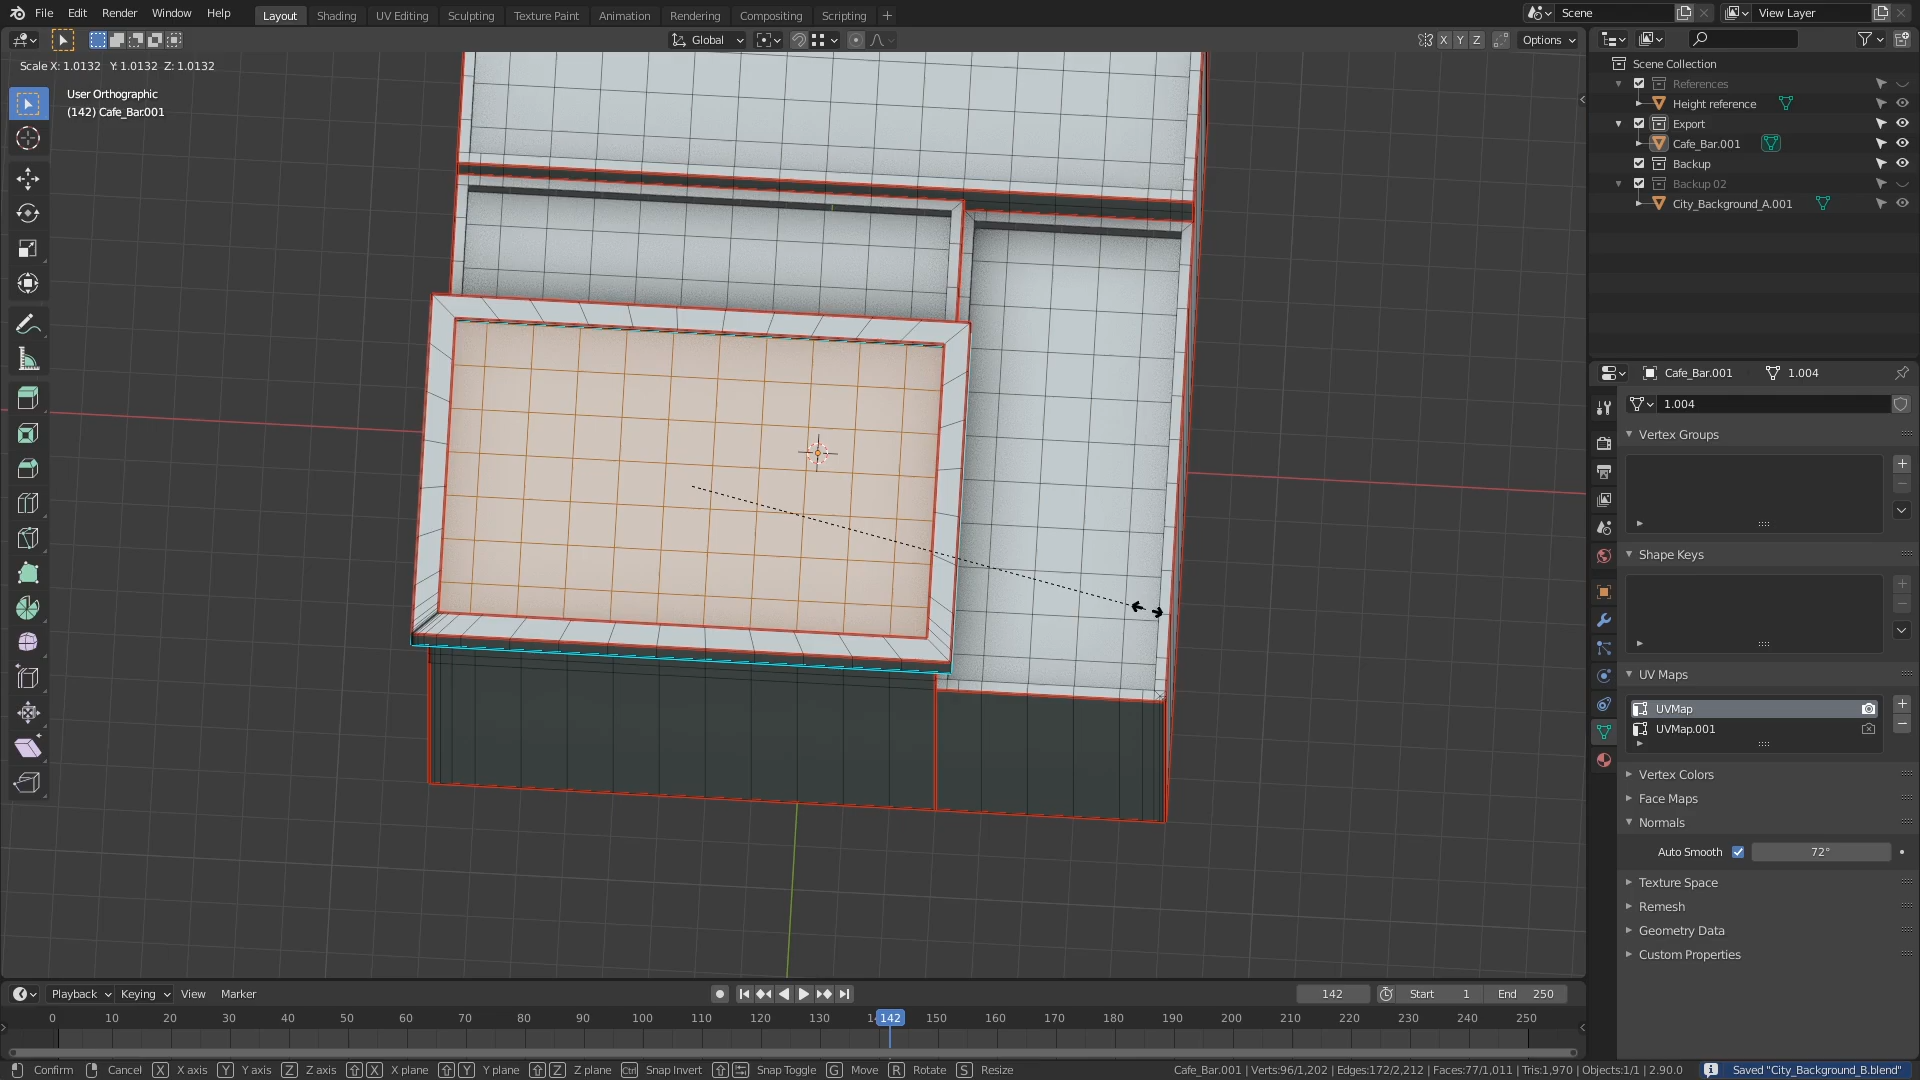 File Edit Render Window Help Layout Shading UV Editing Sculpting Texture Paint Animation Rendering Compositing Scripting + Scene View Layer
Global X Y Z Options
Scale X: 1.0132 Y: 1.0132 Z: 1.0132
User Orthographic
(142) Cafe_Bar.001
Scene Collection
References
Height reference
Export
Cafe_Bar.001
Backup
Backup 02
City_Background_A.001
Cafe_Bar.001 1.004
1.004
Vertex Groups
Shape Keys
UV Maps
UVMap
UVMap.001
Vertex Colors
Face Maps
Normals
Auto Smooth 72°
Texture Space
Remesh
Geometry Data
Custom Properties
Playback Keying View Marker 142 Start 1 End 250
0 10 20 30 40 50 60 70 80 90 100 110 120 130 142 150 160 170 180 190 200 210 220 230 240 250
Confirm Cancel X X axis Y Y axis Z Z axis X X plane Y Y plane Z Z plane Ctrl Snap Invert Snap Toggle G Move R Rotate S Resize Cafe_Bar.001 | Verts:96/1,202 | Edges:172/2,212 | Faces:77/1,011 | Tris:1,970 | Objects:1/1 | 2.90.0 Saved "City_Background_B.blend"